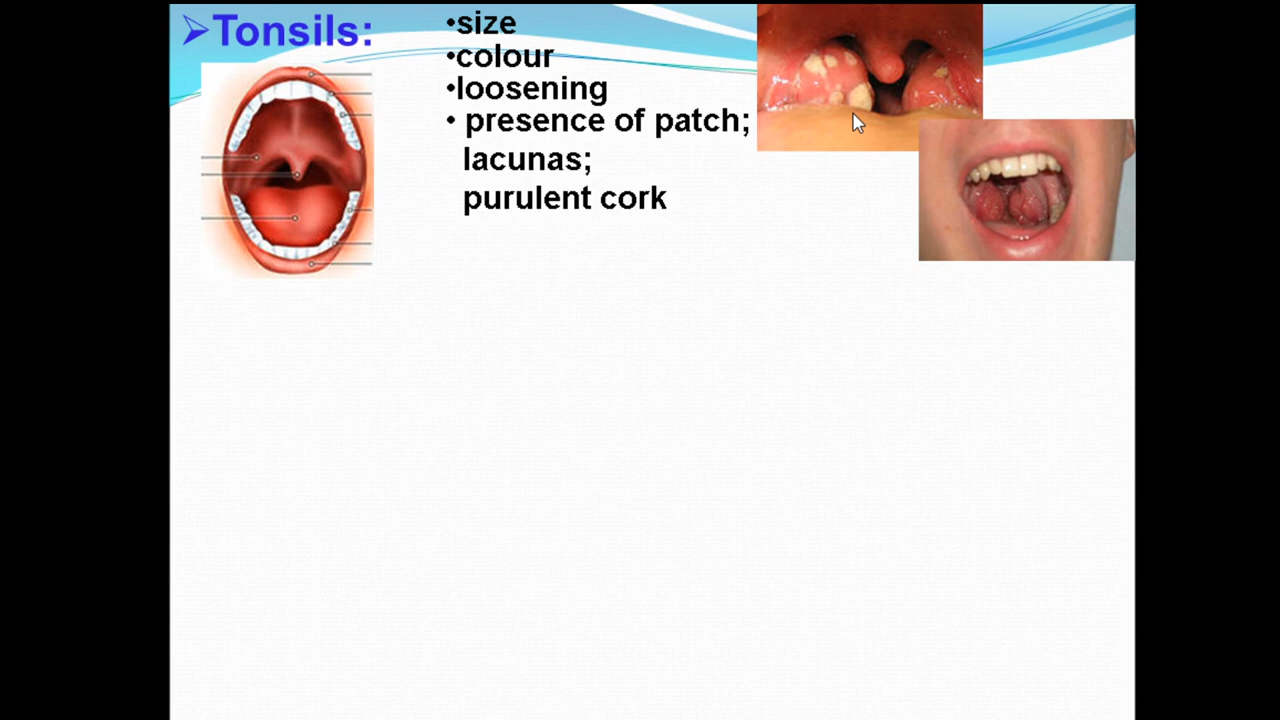 ➢Tonsils:
•size
•colour
•loosening
• presence of patch;
lacunas;
purulent cork